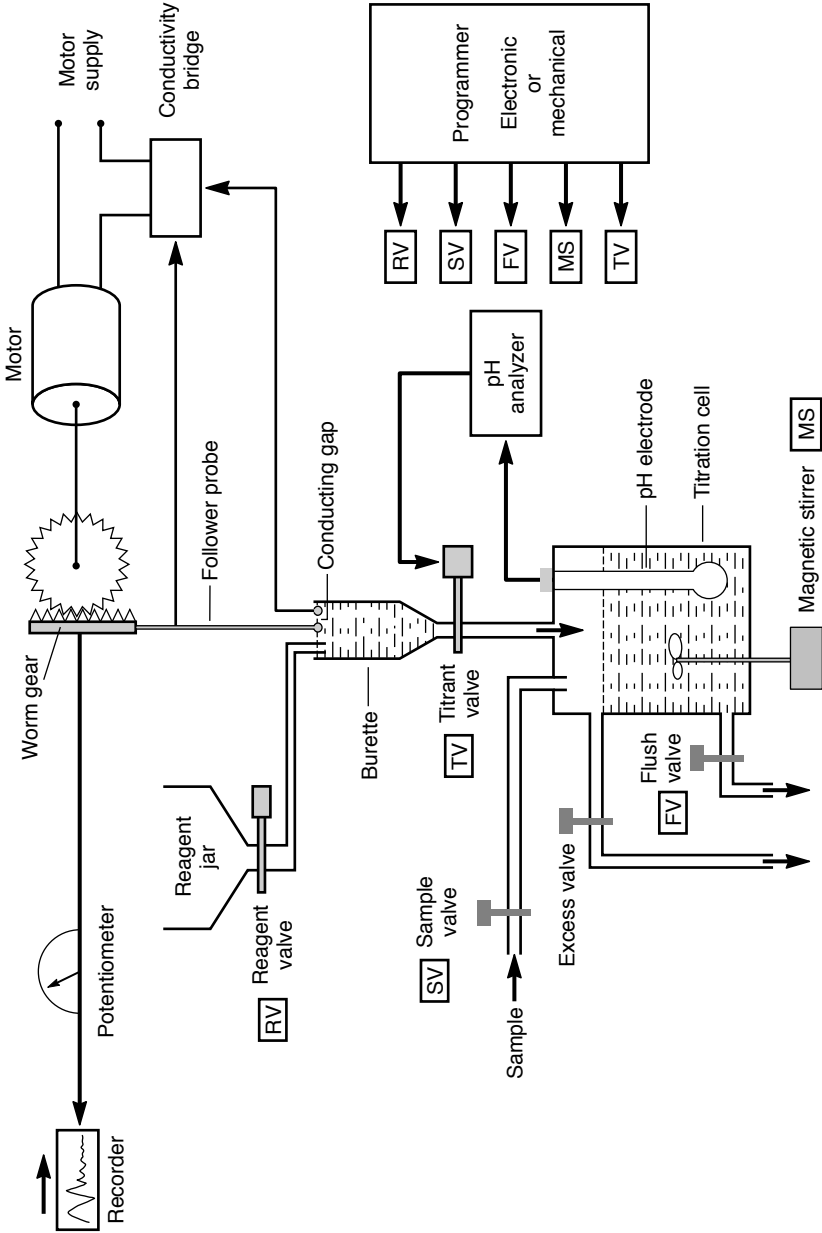 Motor
supply
Conductivity
bridge
Motor
Follower probe
Worm gear
Conducting gap
Potentiometer
Recorder
Reagent
jar
Reagent
valve
RV
Burette
Titrant
valve
TV
pH
analyzer
Programmer
Electronic
or
mechanical
RV
SV
FV
MS
TV
Sample
valve
SV
Sample
Excess valve
Flush
valve
FV
pH electrode
Titration cell
Magnetic stirrer
MS